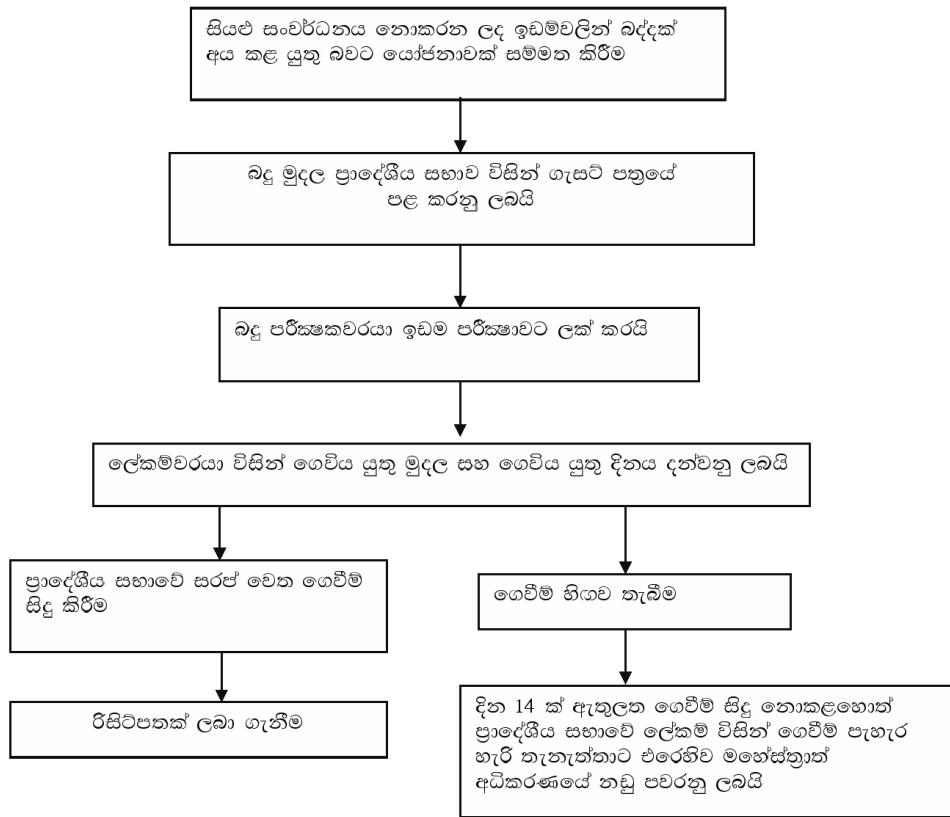 සියළු සංවර්ධනය නොකරන ලද ඉඩම්වලින් බද්දක්
අය කළ යුතු බවට යෝජනාවක් සම්මත කිරීම
බදු මුදල ප්‍රාදේශීය සභාව විසින් ගැසට් පත්‍රයේ
පළ කරනු ලබයි
බදු පරීක්‍ෂකවරයා ඉඩම පරීක්‍ෂාවට ලක් කරයි
ලේකම්වරයා විසින් ගෙවිය යුතු මුදල සහ ගෙවිය යුතු දිනය දන්වනු ලබයි
ප්‍රාදේශීය සභාවේ සරප් වෙත ගෙවීම්
සිදු කිරීම
රිසිට්පතක් ලබා ගැනීම
ගෙවීම් හිඟව තැබීම
දින 14 ක් ඇතුලත ගෙවීම් සිදු නොකළහොත්
ප්‍රාදේශීය සභාවේ ලේකම් විසින් ගෙවීම් පැහැර
හැරි තැනැත්තාට එරෙහිව මහේස්ත්‍රාත්
අධිකරණයේ නඩු පවරනු ලබයි